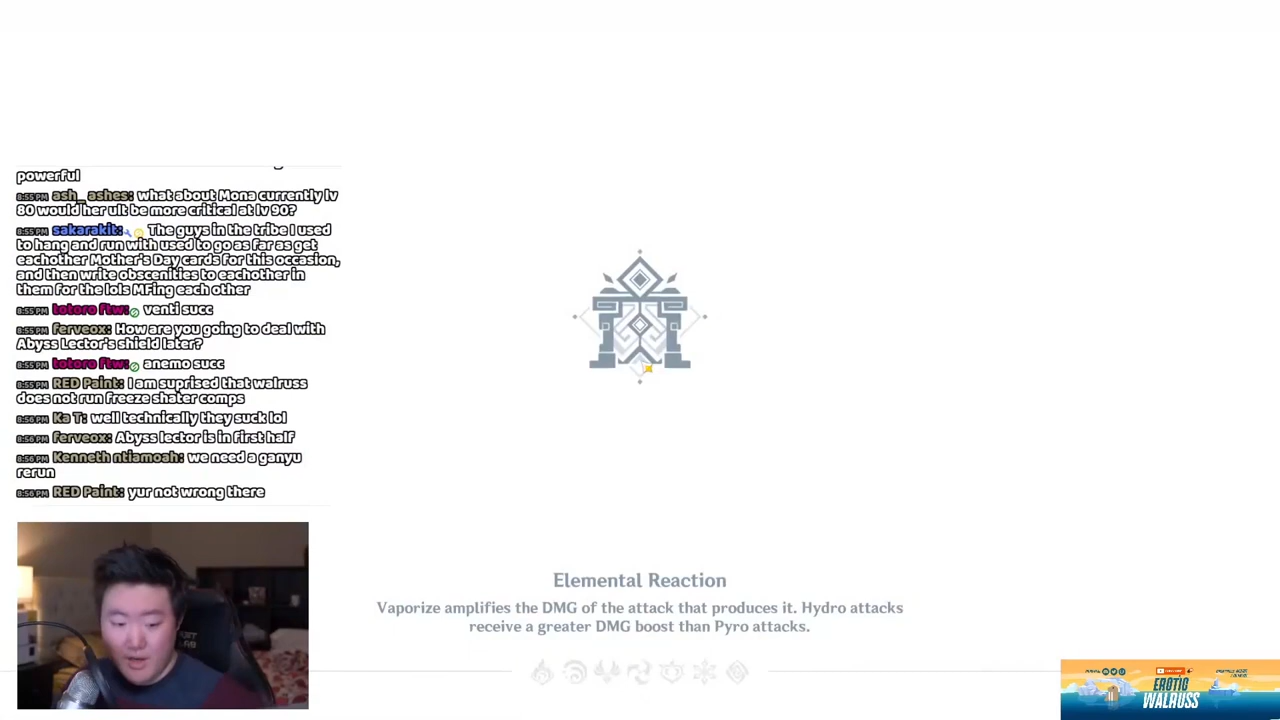 powerful
8:55 PM ash_ashes: what about Mona currently lv
80 would her ult be more critical at lv 90?
8:55 PM sakarakit: The guys in the tribe I used
to hang and run with used to go as far as get
eachother Mother's Day cards for this occasion,
and then write obscenities to eachother in
them for the lols MFing each other
8:55 PM totoro ftw: venti succ
8:55 PM ferveox: How are you going to deal with
Abyss Lector's shield later?
8:55 PM totoro ftw: anemo succ
8:55 PM RED Paint: I am suprised that walruss
does not run freeze shater comps
8:56 PM Ka T: well technically they suck lol
8:56 PM ferveox: Abyss lector is in first half
8:56 PM Kenneth ntiamoah: we need a ganyu
rerun
8:56 PM RED Paint: yur not wrong there
Elemental Reaction
Vaporize amplifies the DMG of the attack that produces it. Hydro attacks
receive a greater DMG boost than Pyro attacks.
EROTIC
WALRUSS